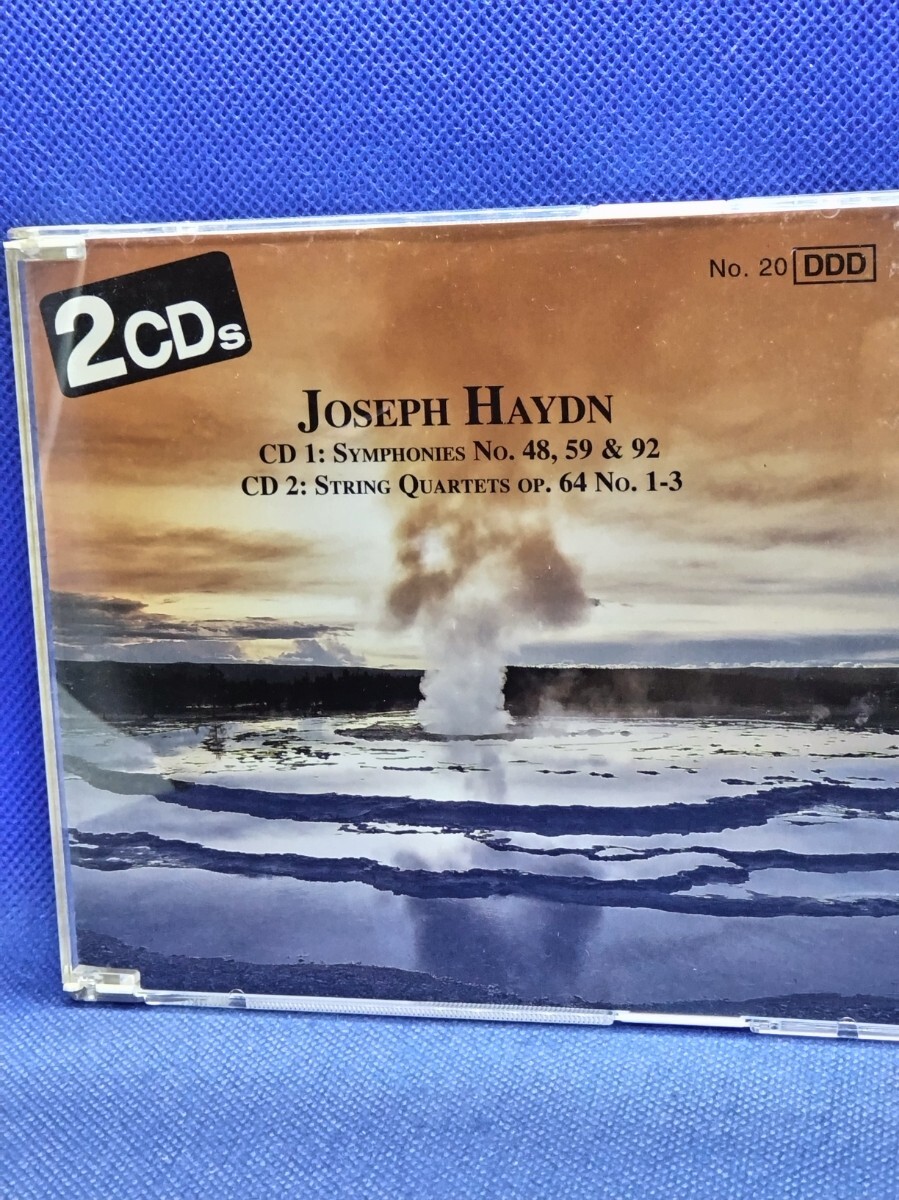 2CDs
No. 20 DDD
JOSEPH HAYDN
CD 1: SYMPHONIES NO. 48, 59 & 92
CD 2: STRING QUARTETS OP. 64 NO. 1-3